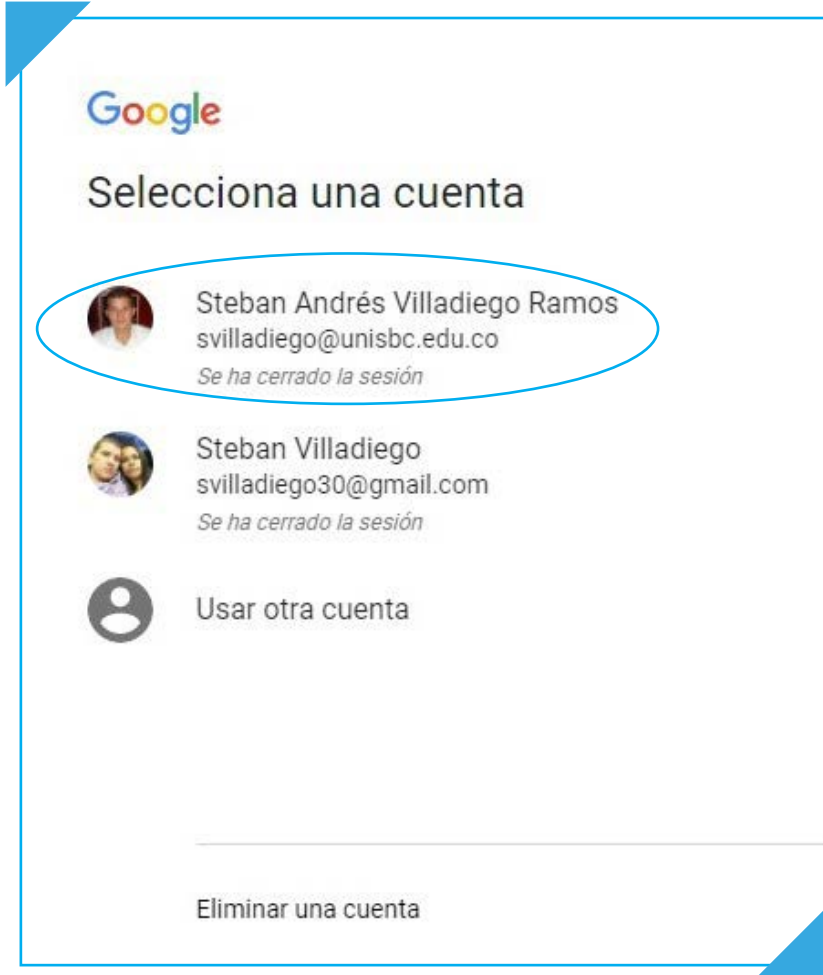 Google
Selecciona una cuenta
Steban Andrés Villadiego Ramos
svilladiego@unisbc.edu.co
Se ha cerrado la sesión
Steban Villadiego
svilladiego30@gmail.com
Se ha cerrado la sesión
Usar otra cuenta
Eliminar una cuenta